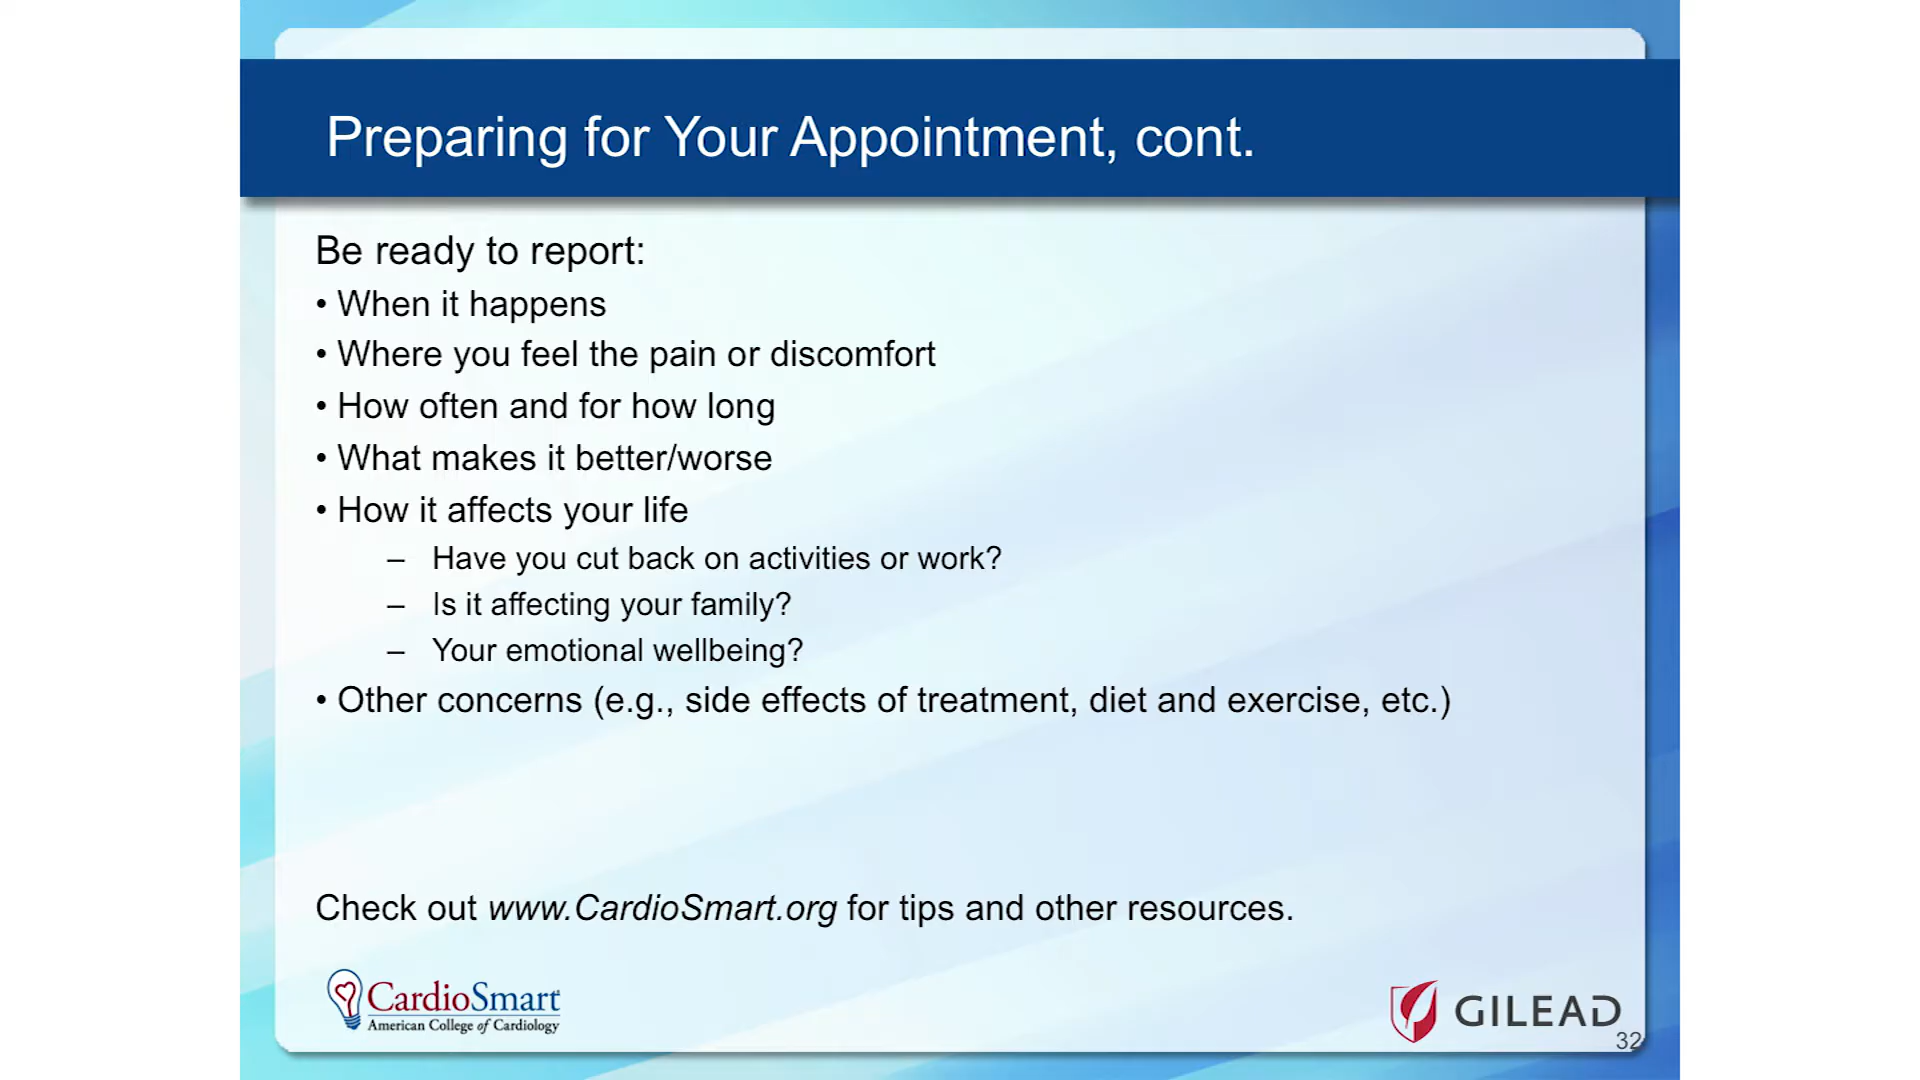 Preparing for Your Appointment, cont.
Be ready to report:
• When it happens
• Where you feel the pain or discomfort
• How often and for how long
• What makes it better/worse
• How it affects your life
– Have you cut back on activities or work?
– Is it affecting your family?
– Your emotional wellbeing?
• Other concerns (e.g., side effects of treatment, diet and exercise, etc.)
Check out www.CardioSmart.org for tips and other resources.
CardioSmart
American College of Cardiology
GILEAD
32